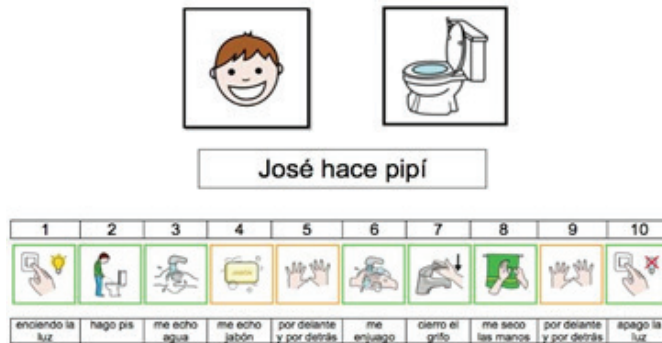 José hace pipí
1 2 3 4 5 6 7 8 9 10
enciendo la luz
hago pis
me echo agua
me echo jabón
por delante y por detrás
me enjuago
cierro el grifo
me seco las manos
por delante y por detrás
apago la luz